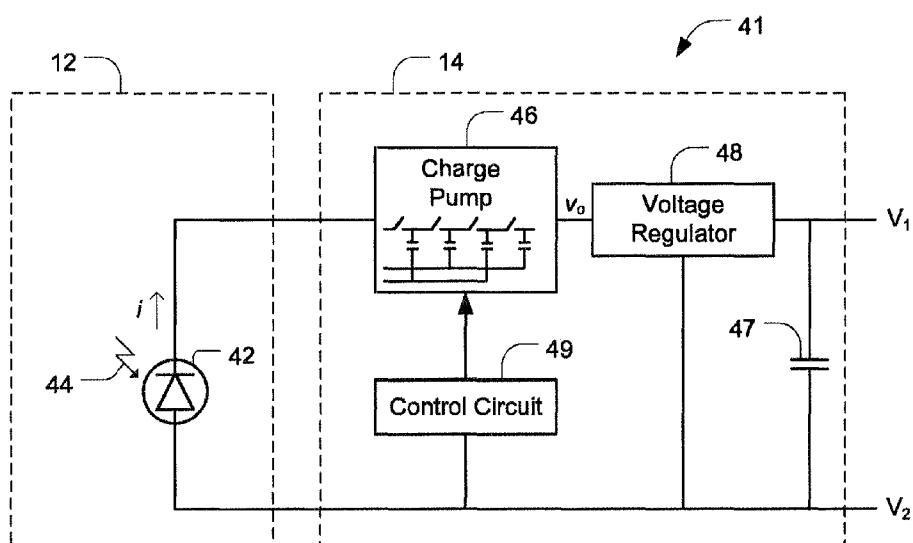 41
12
14
46
Charge
Pump
48
vo
Voltage
Regulator
V1
i
44
42
49
Control Circuit
47
V2